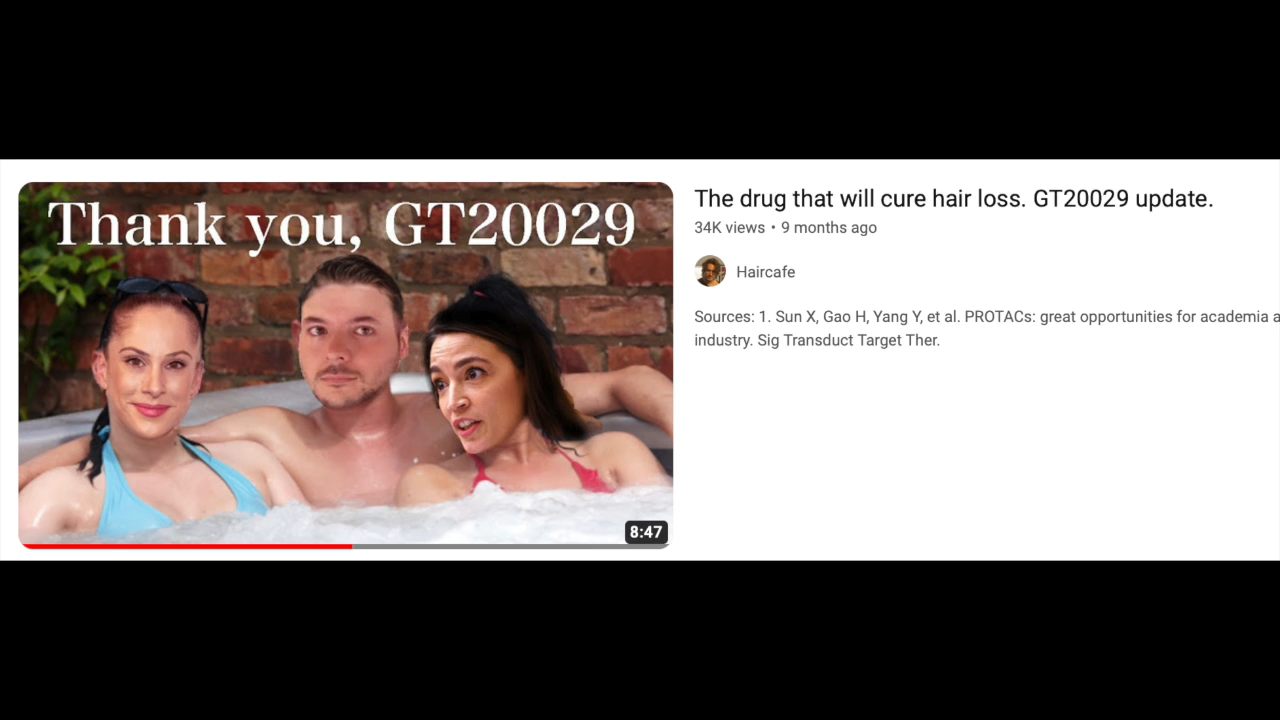 Thank you, GT20029
8:47
The drug that will cure hair loss. GT20029 update.
34K views • 9 months ago
Haircafe
Sources: 1. Sun X, Gao H, Yang Y, et al. PROTACs: great opportunities for academia a
industry. Sig Transduct Target Ther.